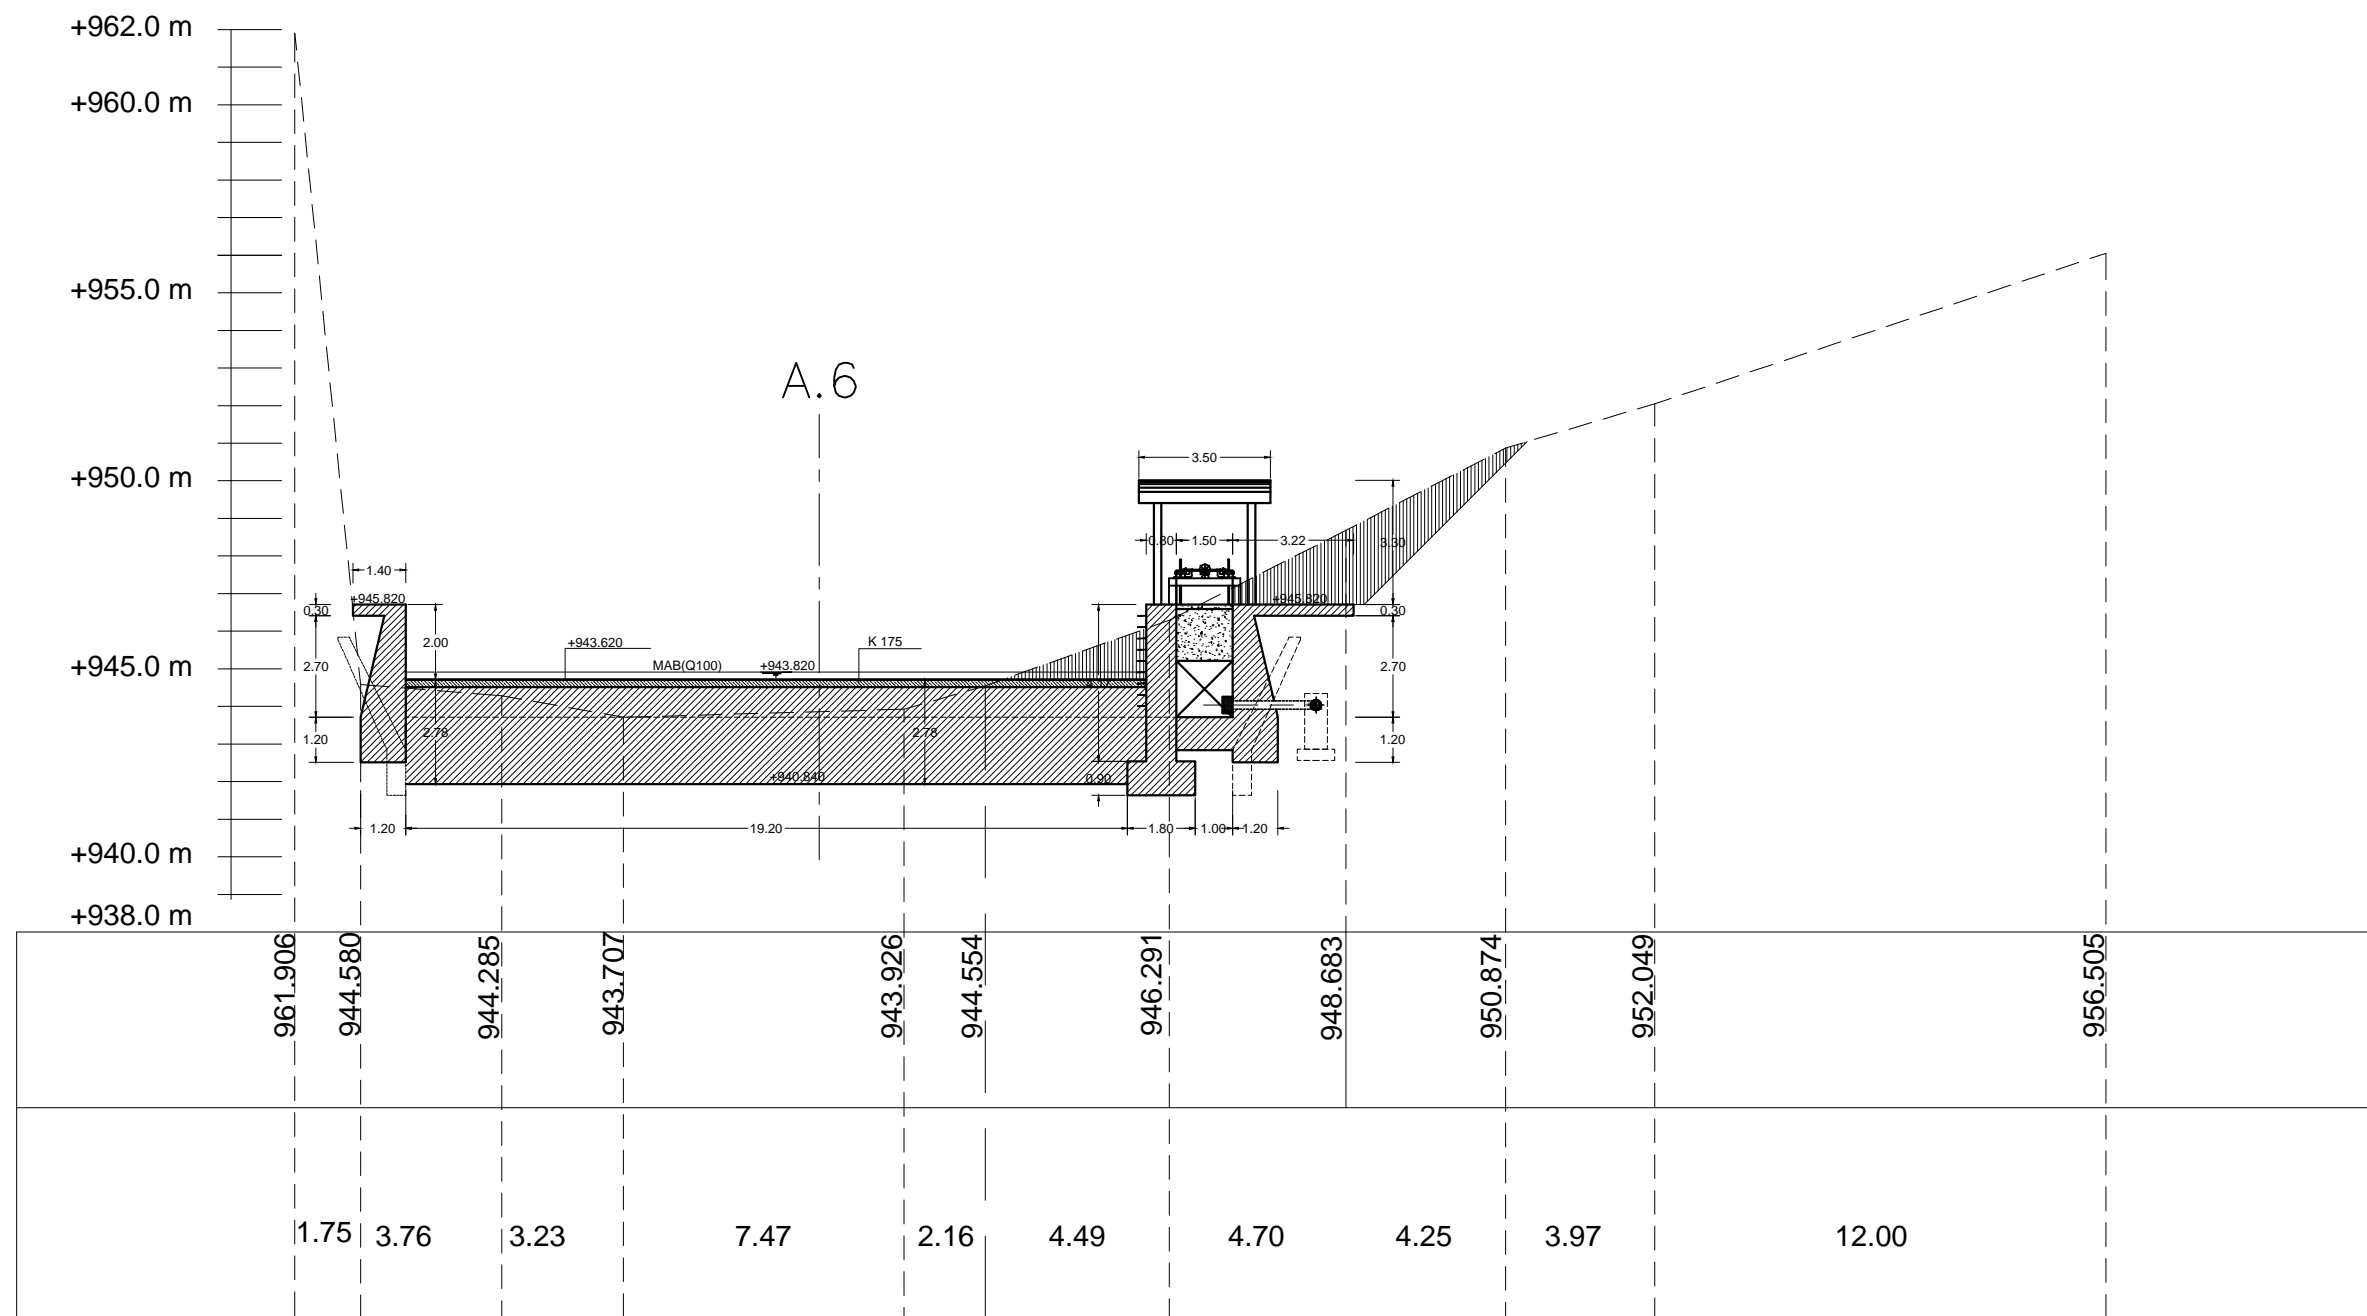 +962.0 m
+960.0 m
+955.0 m
A.6
3.50
+950.0 m
0.80 1.50 3.22 3.30
1.40
+945.820 +945.820
0.30 0.30
2.00 +943.620 K 175
+945.0 m 2.70 MAB(Q100) +943.820 2.70
4.17
1.20 2.78 2.78 1.20
+940.840 0.90
1.20 19.20 1.80 1.00 1.20
+940.0 m
+938.0 m
961.906 944.580 944.285 943.707 943.926 944.554 946.291 948.683 950.874 952.049 956.505
1.75 3.76 3.23 7.47 2.16 4.49 4.70 4.25 3.97 12.00